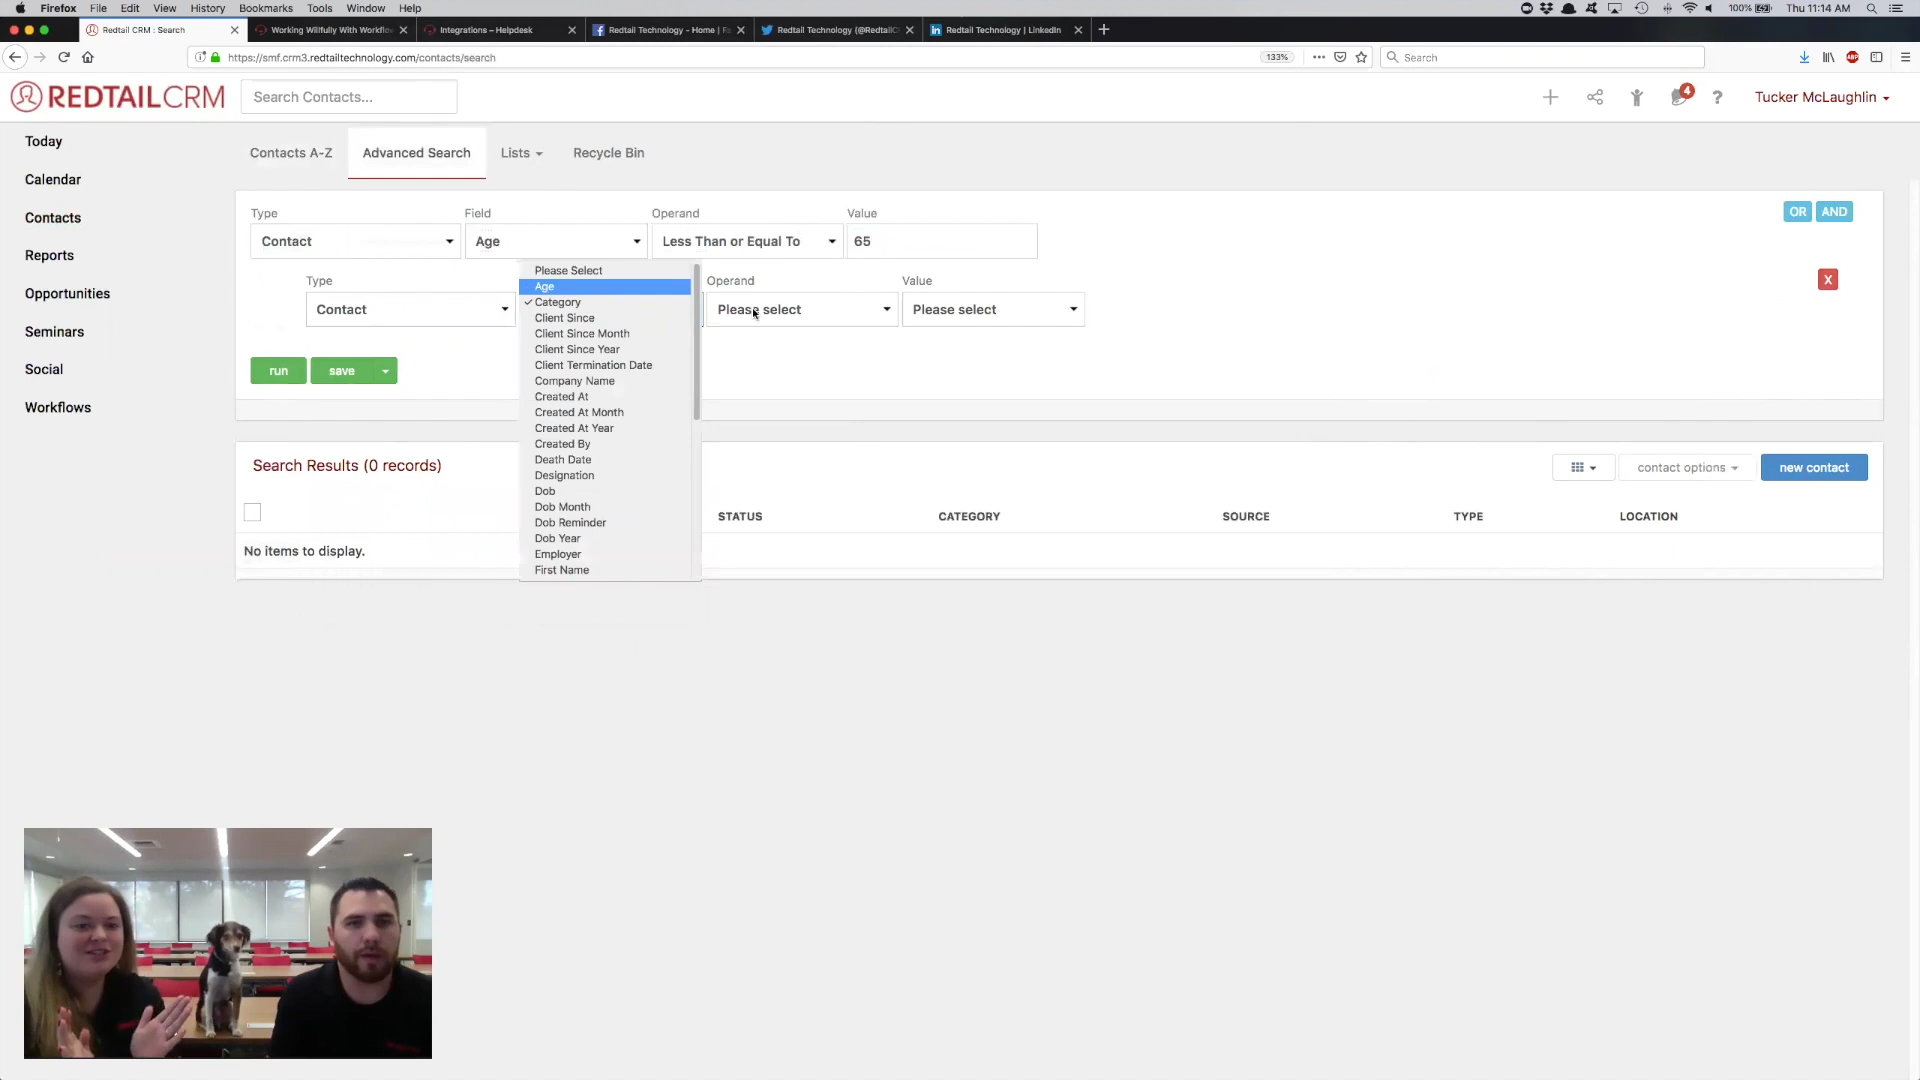 Firefox File Edit View History Bookmarks Tools Window Help 100% Thu 11:14 AM
Redtail CRM : Search Working Willfully With Workflow Integrations – Helpdesk Redtail Technology - Home | Fa Redtail Technology (@RedtailC Redtail Technology | LinkedIn
https://smf.crm3.redtailtechnology.com/contacts/search 133% Search
REDTAILCRM Search Contacts... 4 ? Tucker McLaughlin
Today
Calendar
Contacts
Reports
Opportunities
Seminars
Social
Workflows
Contacts A-Z Advanced Search Lists Recycle Bin
Type Field Operand Value OR AND
Contact Age Less Than or Equal To 65
Type Operand Value X
Contact Please select Please select
Please Select
Age
Category
Client Since
Client Since Month
Client Since Year
Client Termination Date
Company Name
Created At
Created At Month
Created At Year
Created By
Death Date
Designation
Dob
Dob Month
Dob Reminder
Dob Year
Employer
First Name
run save
Search Results (0 records) contact options new contact
STATUS CATEGORY SOURCE TYPE LOCATION
No items to display.